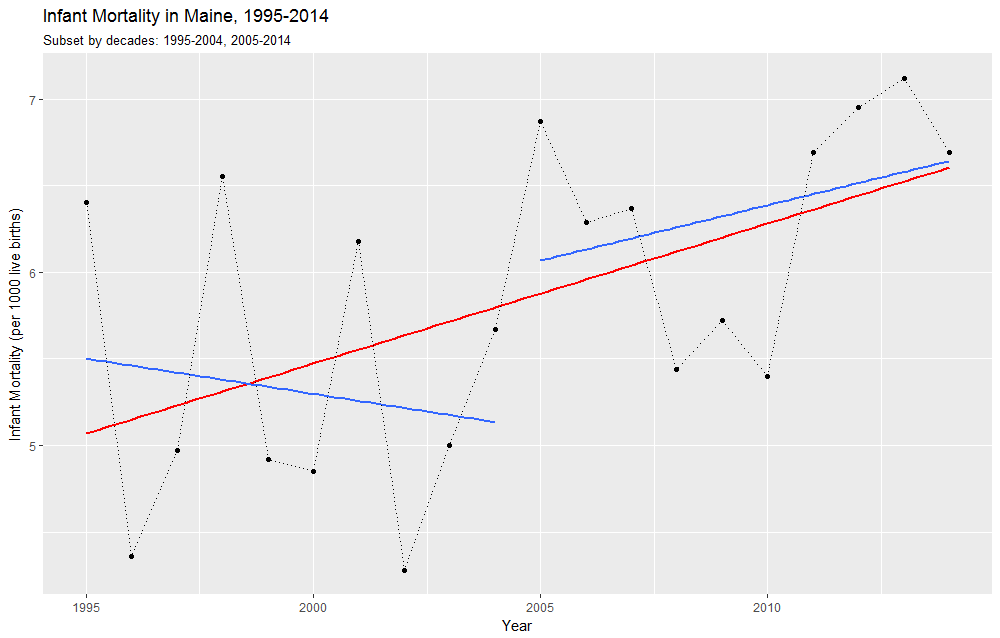 Infant Mortality in Maine, 1995-2014
Subset by decades: 1995-2004, 2005-2014
Infant Mortality (per 1000 live births)
7
6
5
1995 2000 2005 2010
Year